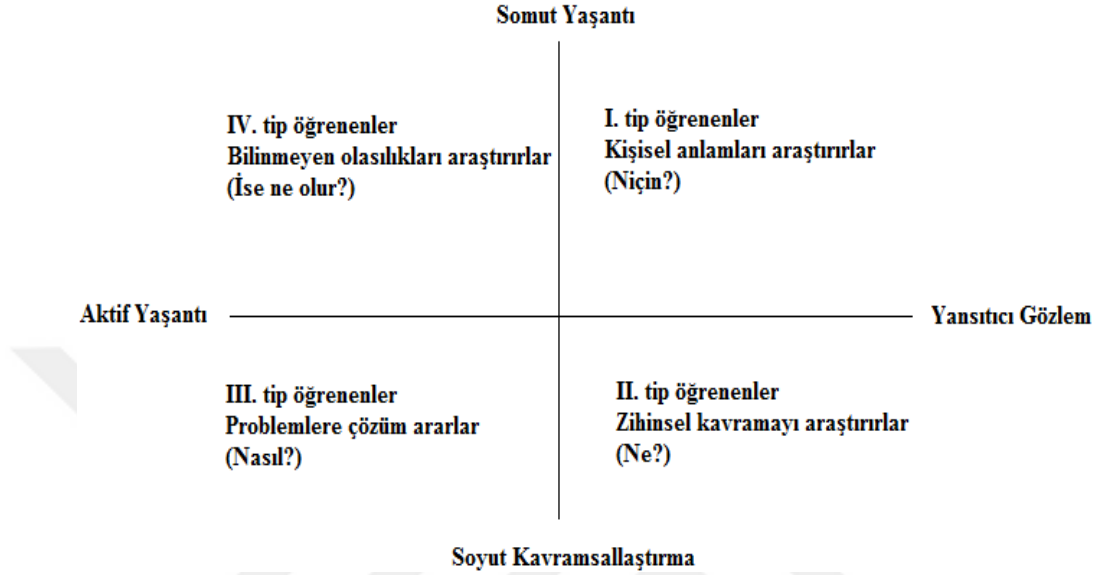 Somut Yaşantı
IV. tip öğrenenler
Bilinmeyen olasılıkları araştırırlar
(İse ne olur?)
I. tip öğrenenler
Kişisel anlamları araştırırlar
(Niçin?)
Aktif Yaşantı
Yansıtıcı Gözlem
III. tip öğrenenler
Problemlere çözüm ararlar
(Nasıl?)
II. tip öğrenenler
Zihinsel kavramayı araştırırlar
(Ne?)
Soyut Kavramsallaştırma